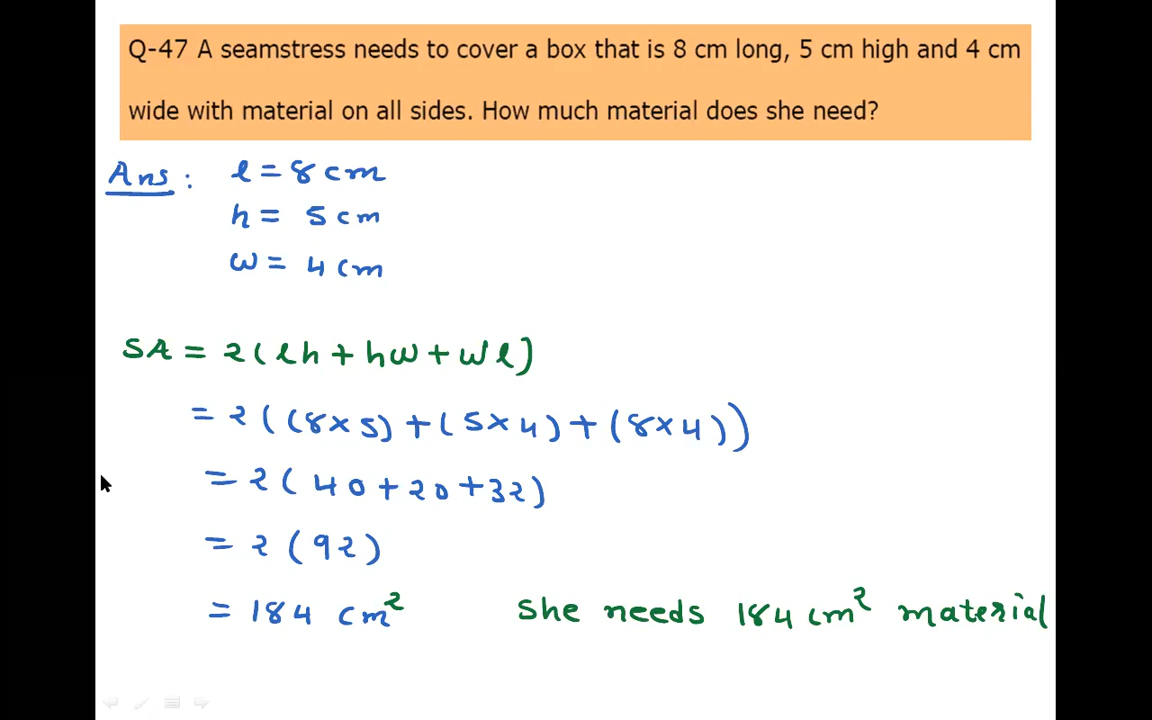 Q-47 A seamstress needs to cover a box that is 8 cm long, 5 cm high and 4 cm
wide with material on all sides. How much material does she need?
Ans : l = 8 cm
h = 5 cm
w = 4 cm
SA = 2(lh + hw + wl)
= 2((8×5) + (5×4) + (8×4))
= 2(40+20+32)
= 2(92)
= 184 cm² She needs 184 cm² material